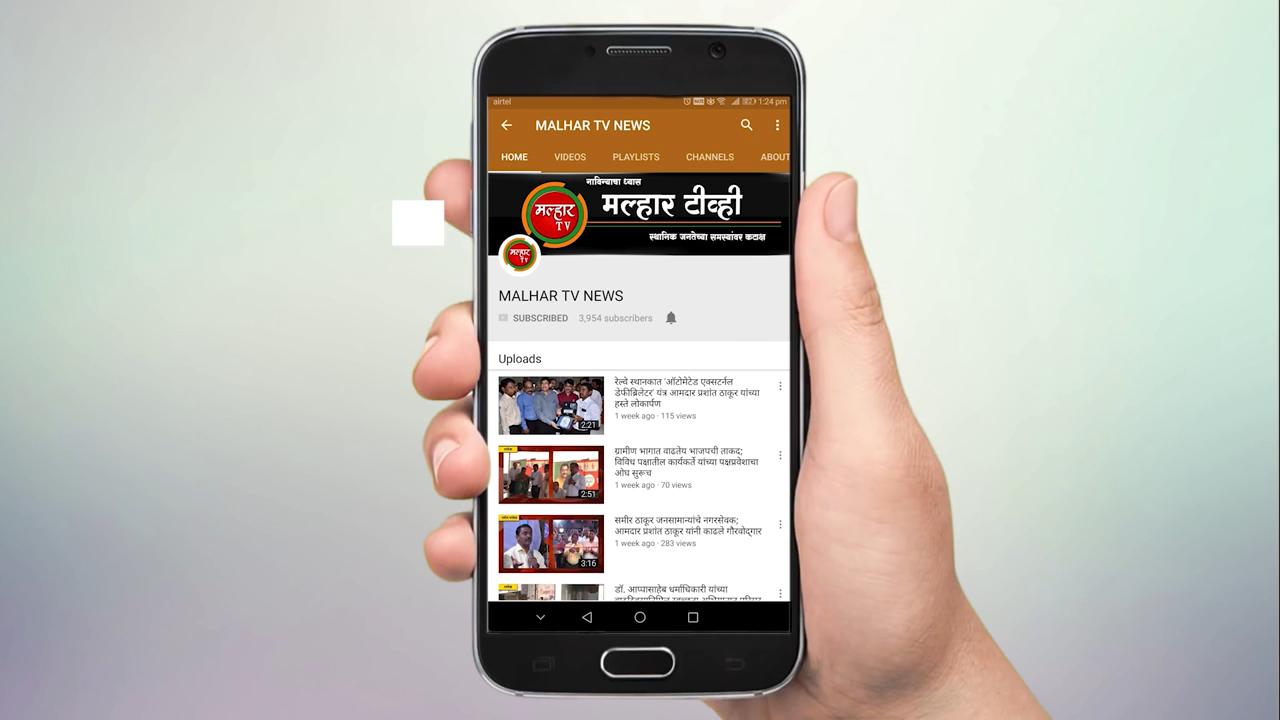 airtel
1:24 pm
MALHAR TV NEWS
HOME VIDEOS PLAYLISTS CHANNELS ABOUT
नाविन्याचा ध्यास
मल्हार टीव्ही
स्थानिक जनतेच्या समस्यांवर कटाक्ष
मल्हार
TV
मल्हार
TV
MALHAR TV NEWS
SUBSCRIBED 3,954 subscribers
Uploads
रेल्वे स्थानकात 'ऑटोमेटेड एक्सटर्नल
डेफीब्रिलेटर' यंत्र आमदार प्रशांत ठाकूर यांच्या
हस्ते लोकार्पण
1 week ago · 115 views
2:21
ग्रामीण भागात वाढतेय भाजपची ताकद;
विविध पक्षातील कार्यकर्ते यांच्या पक्षप्रवेशाचा
ओघ सुरूच
1 week ago · 70 views
2:51
समीर ठाकूर जनसामान्यांचे नगरसेवक;
आमदार प्रशांत ठाकूर यांनी काढले गौरवोद्गार
1 week ago · 283 views
3:16
डॉ. आप्पासाहेब धर्माधिकारी यांच्या